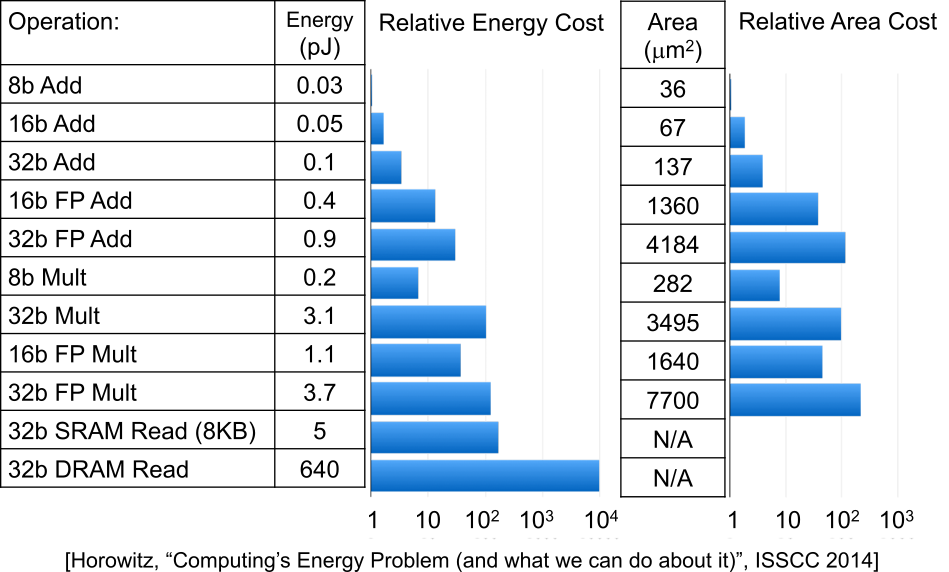 Operation: Energy (pJ) Relative Energy Cost Area (μm²) Relative Area Cost
8b Add 0.03 36
16b Add 0.05 67
32b Add 0.1 137
16b FP Add 0.4 1360
32b FP Add 0.9 4184
8b Mult 0.2 282
32b Mult 3.1 3495
16b FP Mult 1.1 1640
32b FP Mult 3.7 7700
32b SRAM Read (8KB) 5 N/A
32b DRAM Read 640 N/A
1 10 10² 10³ 10⁴ 1 10 10² 10³
[Horowitz, “Computing’s Energy Problem (and what we can do about it)”, ISSCC 2014]